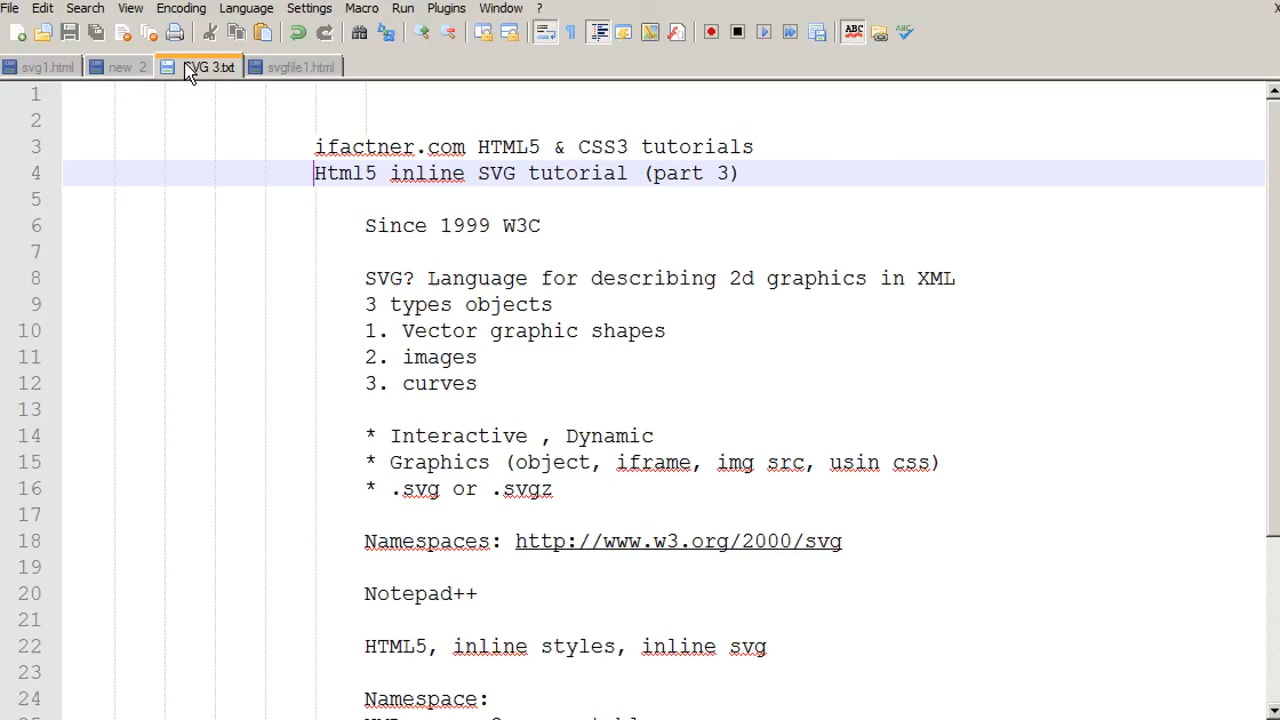 File Edit Search View Encoding Language Settings Macro Run Plugins Window ?
svg1.html new 2 SVG 3.txt svgfile1.html
1
2
3 ifactner.com HTML5 & CSS3 tutorials
4 Html5 inline SVG tutorial (part 3)
5
6 Since 1999 W3C
7
8 SVG? Language for describing 2d graphics in XML
9 3 types objects
10 1. Vector graphic shapes
11 2. images
12 3. curves
13
14 * Interactive , Dynamic
15 * Graphics (object, iframe, img src, usin css)
16 * .svg or .svgz
17
18 Namespaces: http://www.w3.org/2000/svg
19
20 Notepad++
21
22 HTML5, inline styles, inline svg
23
24 Namespace: